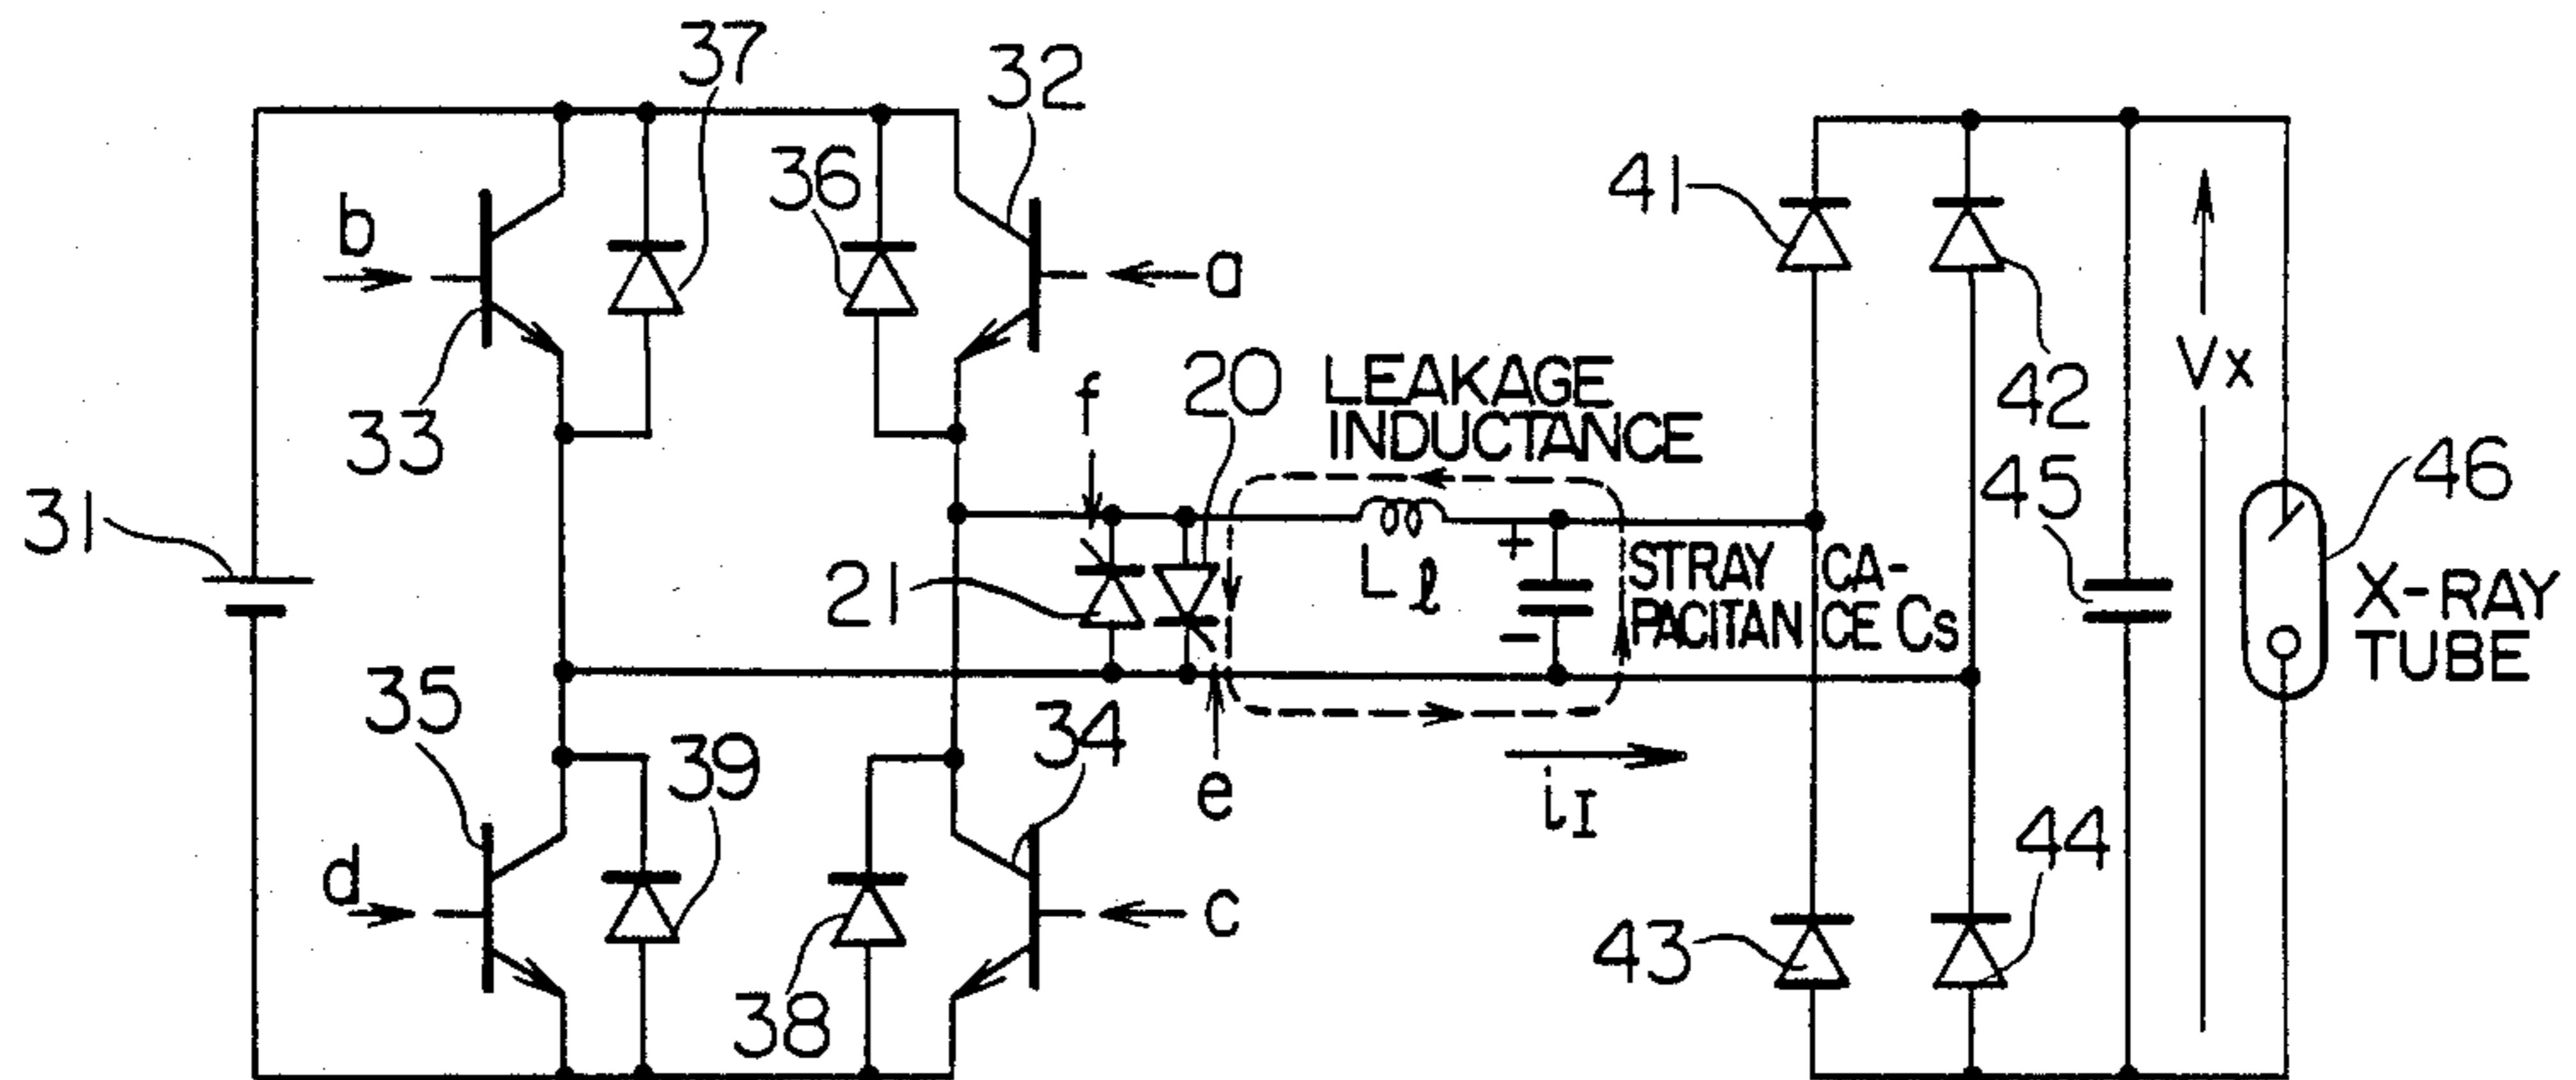 37
32
36
41
b
a
33
f
20
LEAKAGE
INDUCTANCE
42
Vx
31
21
Lℓ
+
-
STRAY CA-
PACITANCE Cs
45
46
X-RAY
TUBE
35
39
34
e
iI
44
d
38
c
43